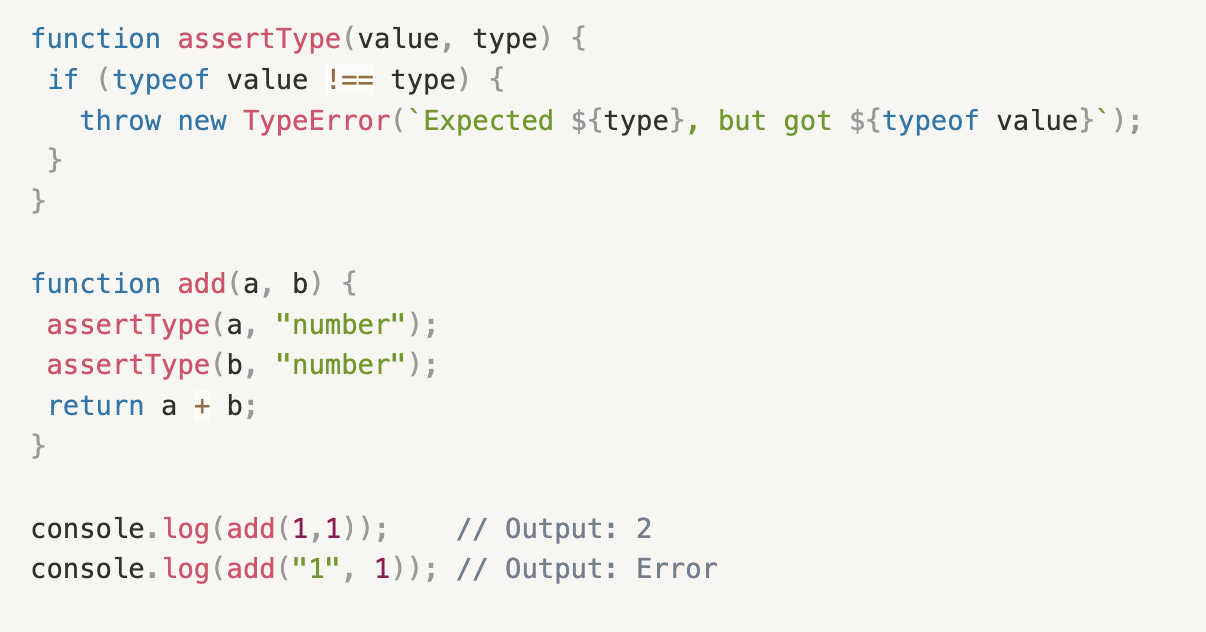 function assertType(value, type) {
 if (typeof value !== type) {
   throw new TypeError(`Expected ${type}, but got ${typeof value}`);
 }
}

function add(a, b) {
 assertType(a, "number");
 assertType(b, "number");
 return a + b;
}

console.log(add(1,1));    // Output: 2
console.log(add("1", 1)); // Output: Error